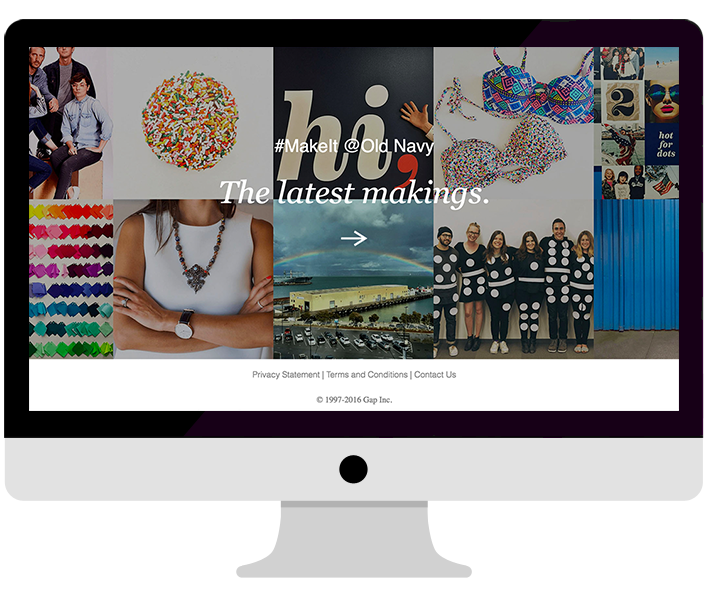 hi,
#MakeIt @Old Navy
The latest makings.
2
hot
for
dots
Privacy Statement | Terms and Conditions | Contact Us
© 1997-2016 Gap Inc.